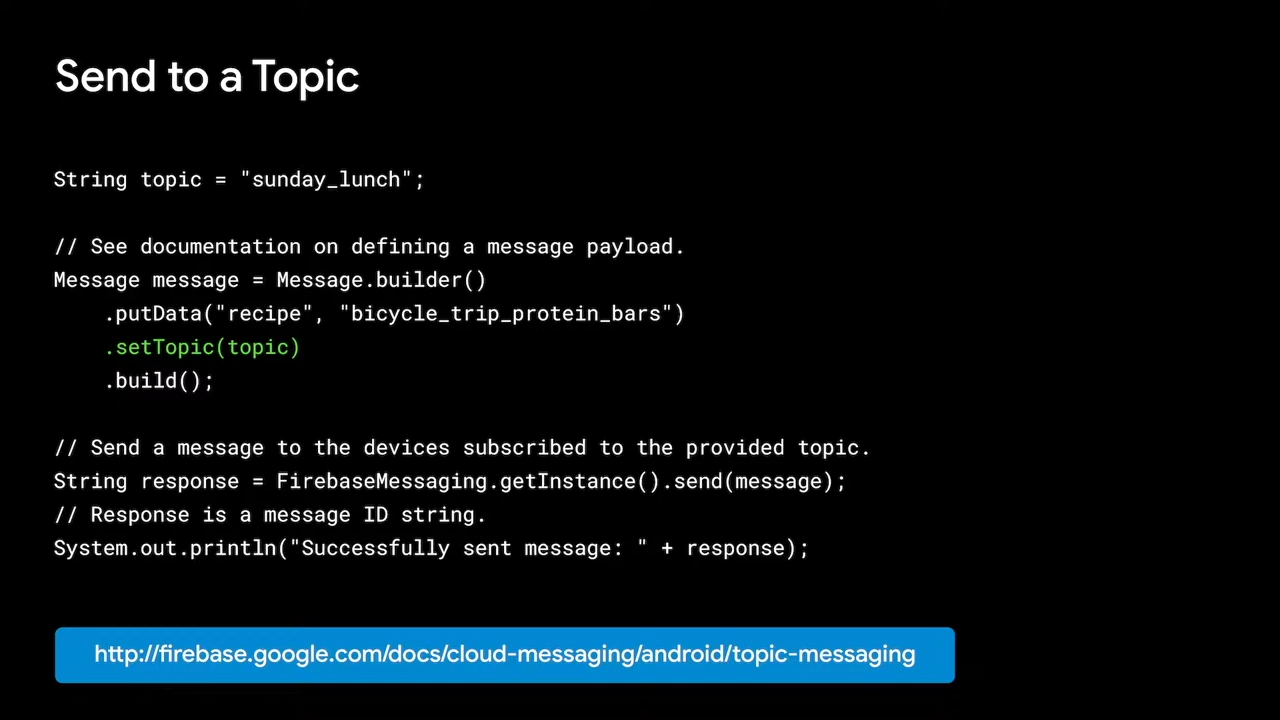 Send to a Topic
String topic = "sunday_lunch";
// See documentation on defining a message payload.
Message message = Message.builder()
.putData("recipe", "bicycle_trip_protein_bars")
.setTopic(topic)
.build();
// Send a message to the devices subscribed to the provided topic.
String response = FirebaseMessaging.getInstance().send(message);
// Response is a message ID string.
System.out.println("Successfully sent message: " + response);
http://firebase.google.com/docs/cloud-messaging/android/topic-messaging